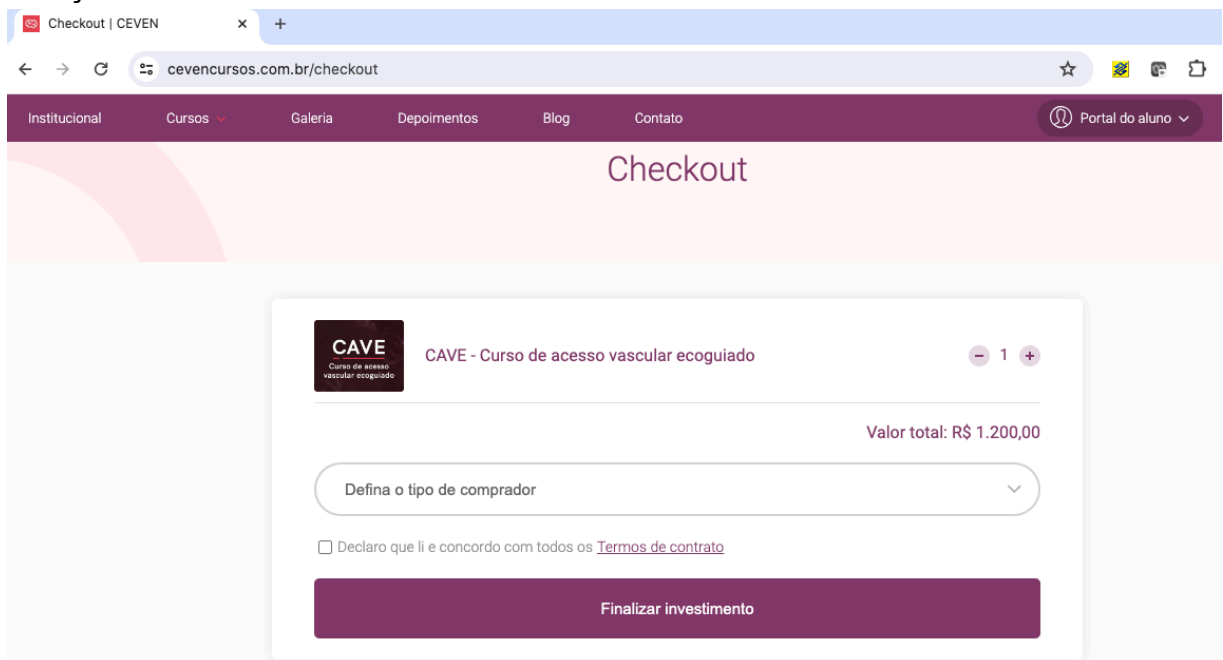 Checkout | CEVEN
cevencursos.com.br/checkout
Institucional Cursos Galeria Depoimentos Blog Contato Portal do aluno
Checkout
CAVE
Curso de acesso
vascular ecoguiado
CAVE - Curso de acesso vascular ecoguiado
1
Valor total: R$ 1.200,00
Defina o tipo de comprador
Declaro que li e concordo com todos os Termos de contrato
Finalizar investimento